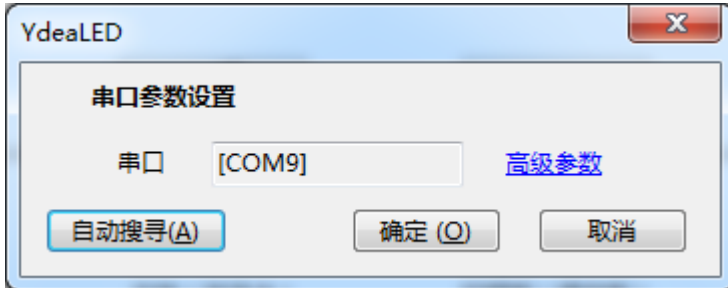 YdeaLED
串口参数设置
串口 [COM9] 高级参数
自动搜寻(A) 确定 (O) 取消